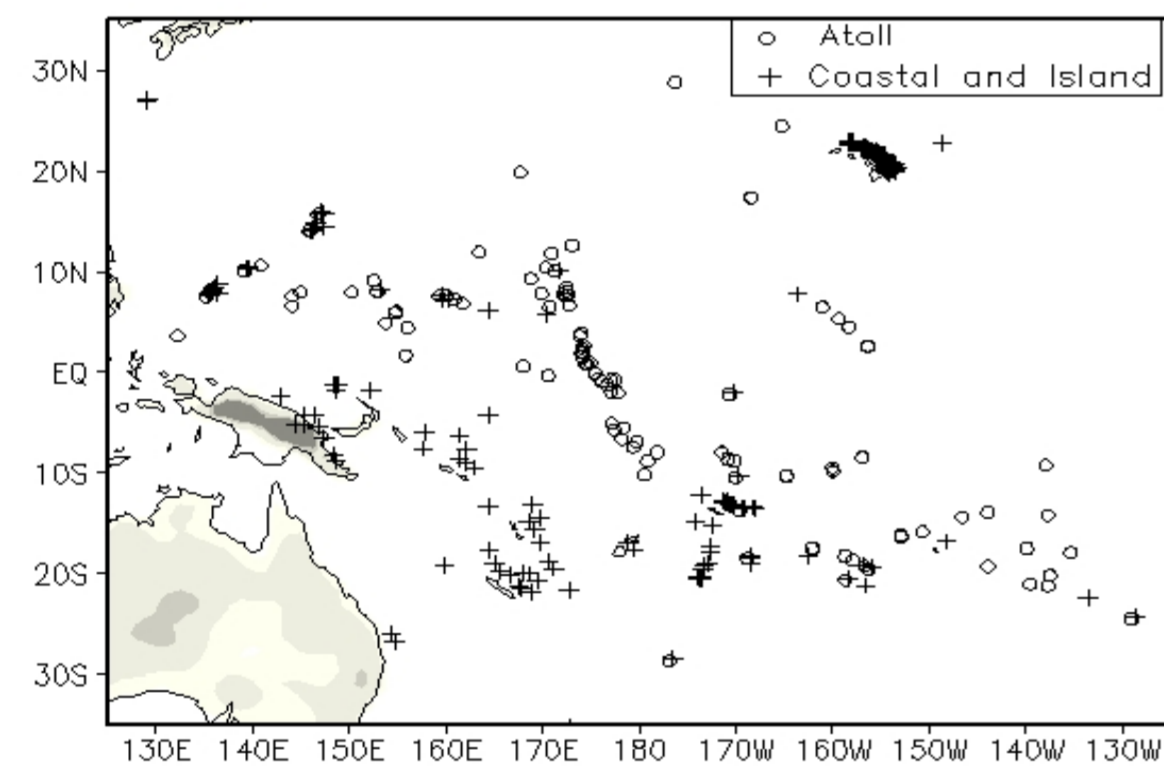 Atoll
Coastal and Island
30N
20N
10N
EQ
10S
20S
30S
130E 140E 150E 160E 170E 180 170W 160W 150W 140W 130W